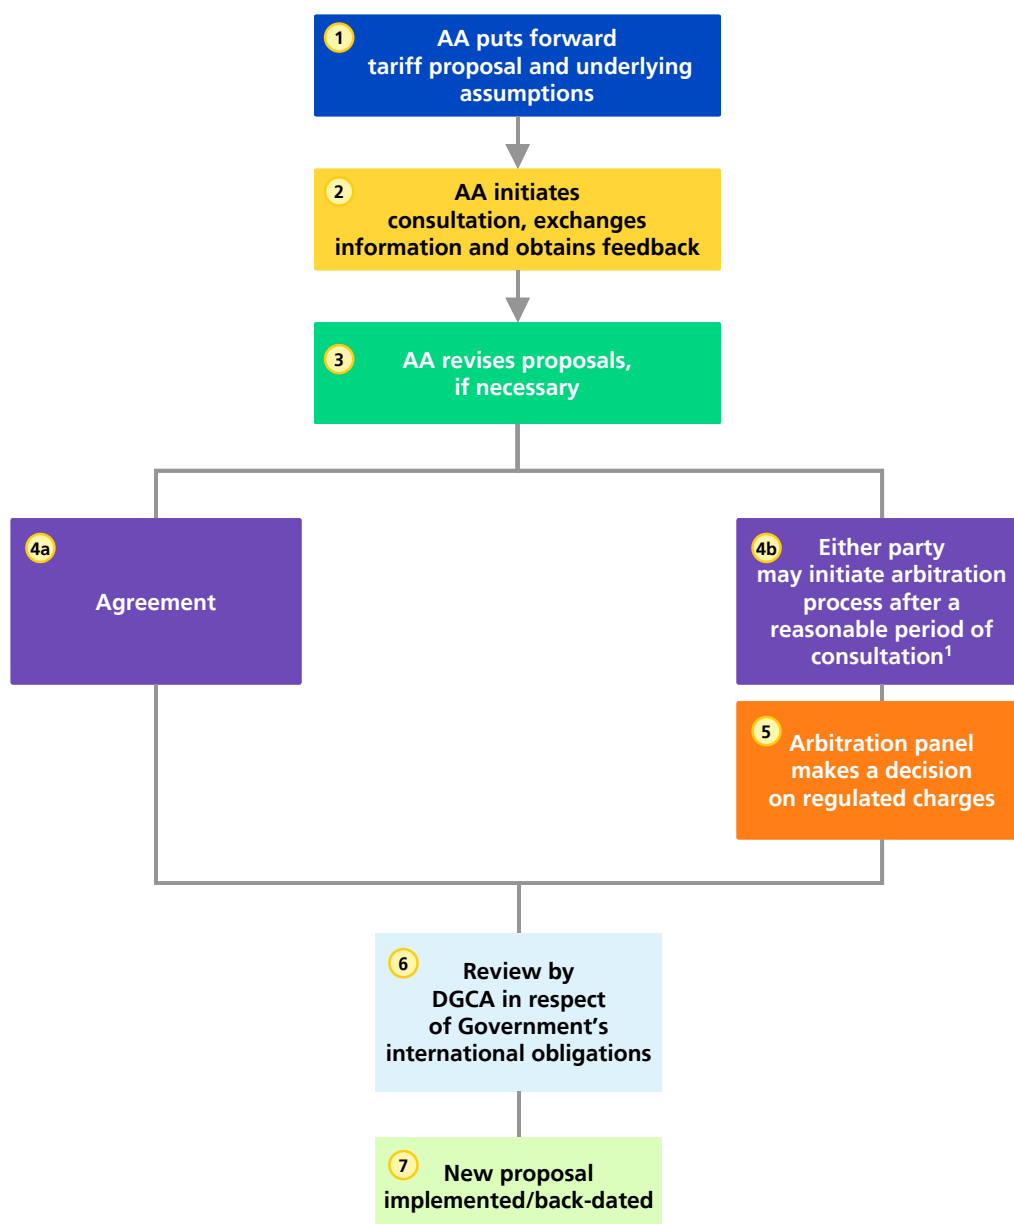 1
AA puts forward
tariff proposal and underlying
assumptions
2
AA initiates
consultation, exchanges
information and obtains feedback
3
AA revises proposals,
if necessary
4a
Agreement
4b
Either party
may initiate arbitration
process after a
reasonable period of
consultation¹
5
Arbitration panel
makes a decision
on regulated charges
6
Review by
DGCA in respect
of Government’s
international obligations
7
New proposal
implemented/back-dated